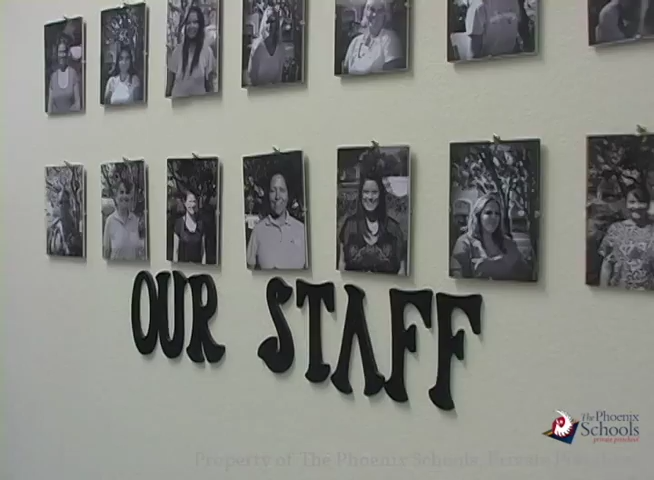 OUR STAFF
The Phoenix
Schools
private preschool
Property of The Phoenix Schools, Private Preschool